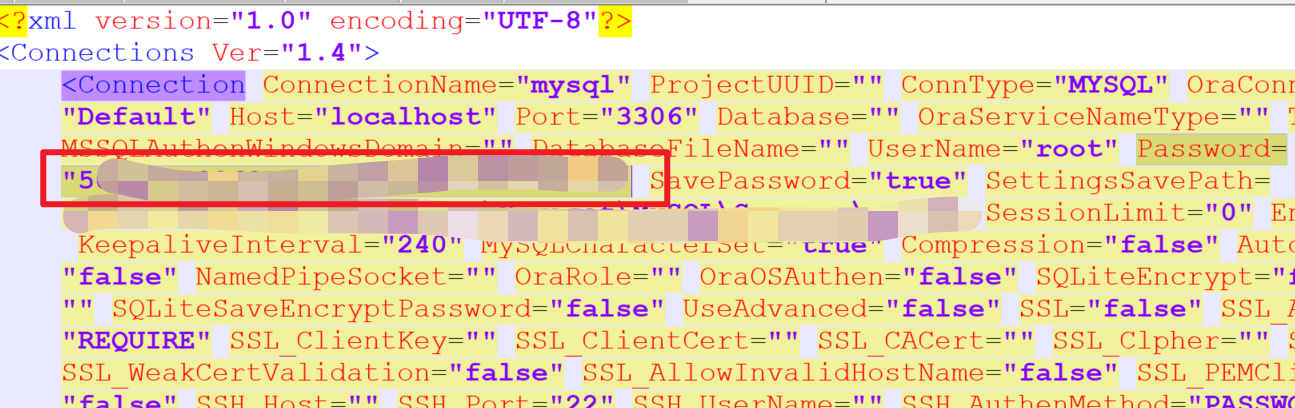 <?xml version="1.0" encoding="UTF-8"?>
<Connections Ver="1.4">
<Connection ConnectionName="mysql" ProjectUUID="" ConnType="MYSQL" OraConn
"Default" Host="localhost" Port="3306" Database="" OraServiceNameType="" T
MSSQLAuthenWindowsDomain="" DatabaseFileName="" UserName="root" Password=
"5 SavePassword="true" SettingsSavePath=
SessionLimit="0" En
KeepaliveInterval="240" MySQLCharacterSet="true" Compression="false" Auto
"false" NamedPipeSocket="" OraRole="" OraOSAuthen="false" SQLiteEncrypt="f
"" SQLiteSaveEncryptPassword="false" UseAdvanced="false" SSL="false" SSL_A
"REQUIRE" SSL_ClientKey="" SSL_ClientCert="" SSL_CACert="" SSL_Clpher="" S
SSL_WeakCertValidation="false" SSL_AllowInvalidHostName="false" SSL_PEMCli
"false" SSH_Host="" SSH_Port="22" SSH_UserName="" SSH_AuthenMethod="PASSWO